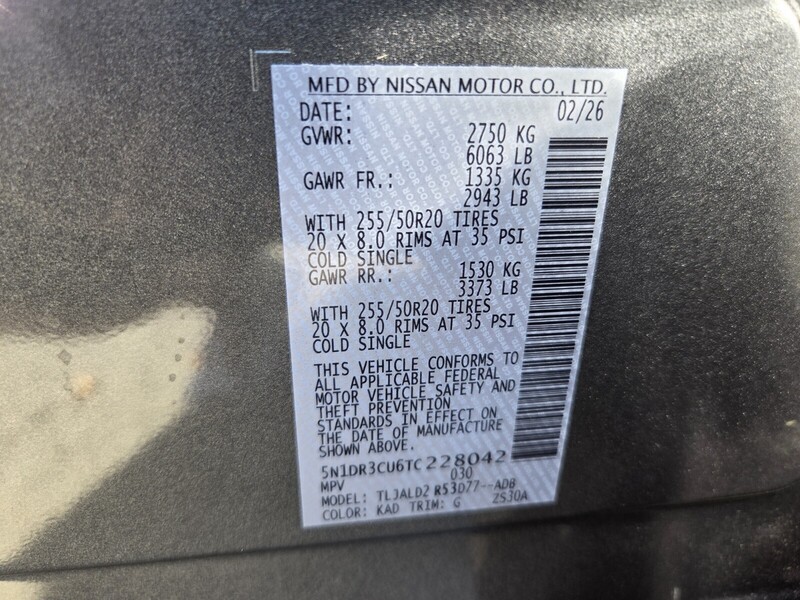 MFD BY NISSAN MOTOR CO., LTD.
DATE: 02/26
GVWR: 2750 KG
6063 LB
GAWR FR.: 1335 KG
2943 LB
WITH 255/50R20 TIRES
20 X 8.0 RIMS AT 35 PSI
COLD SINGLE
GAWR RR.: 1530 KG
3373 LB
WITH 255/50R20 TIRES
20 X 8.0 RIMS AT 35 PSI
COLD SINGLE
THIS VEHICLE CONFORMS TO
ALL APPLICABLE FEDERAL
MOTOR VEHICLE SAFETY AND
THEFT PREVENTION
STANDARDS IN EFFECT ON
THE DATE OF MANUFACTURE
SHOWN ABOVE.
5N1DR3CU6TC228042
MPV 030
MODEL: TLJALD2 R53D77--ADB
COLOR: KAD TRIM: G 2S30A